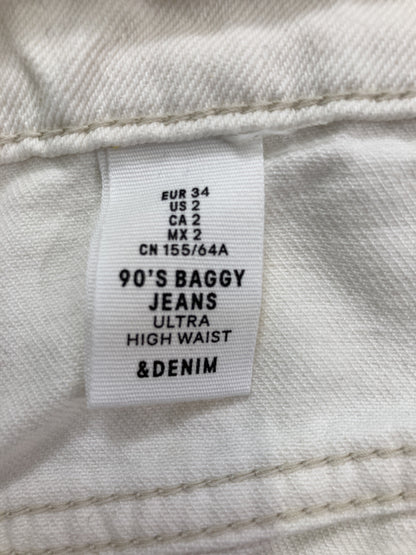 EUR 34
US 2
CA 2
MX 2
CN 155/64A
90'S BAGGY
JEANS
ULTRA
HIGH WAIST
&DENIM